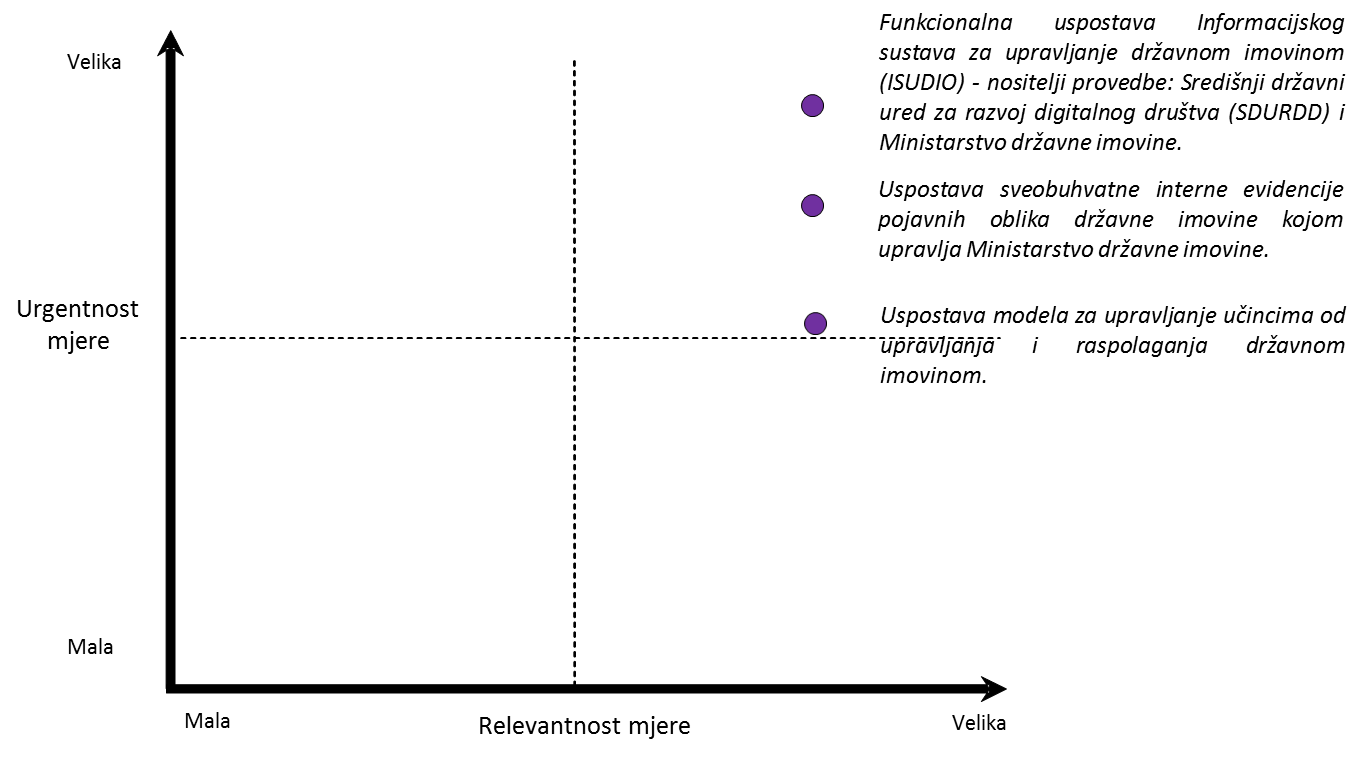 Velika
Funkcionalna uspostava Informacijskog
sustava za upravljanje državnom imovinom
(ISUDIO) - nositelji provedbe: Središnji državni
ured za razvoj digitalnog društva (SDURDD) i
Ministarstvo državne imovine.
Uspostava sveobuhvatne interne evidencije
pojavnih oblika državne imovine kojom
upravlja Ministarstvo državne imovine.
Urgentnost
mjere
Uspostava modela za upravljanje učincima od
upravljanja i raspolaganja državnom
imovinom.
Mala
Mala
Relevantnost mjere
Velika